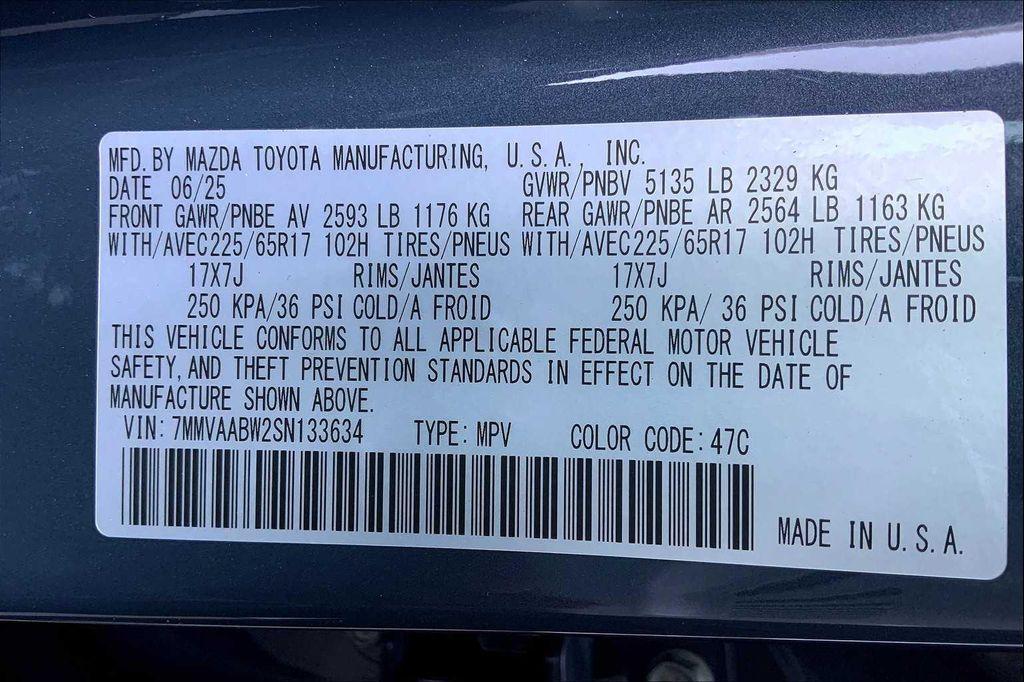 MFD. BY MAZDA TOYOTA MANUFACTURING, U.S.A., INC.
DATE 06/25 GVWR/PNBV 5135 LB 2329 KG
FRONT GAWR/PNBE AV 2593 LB 1176 KG REAR GAWR/PNBE AR 2564 LB 1163 KG
WITH/AVEC225/65R17 102H TIRES/PNEUS WITH/AVEC225/65R17 102H TIRES/PNEUS
17X7J RIMS/JANTES 17X7J RIMS/JANTES
250 KPA/36 PSI COLD/A FROID 250 KPA/ 36 PSI COLD/A FROID
THIS VEHICLE CONFORMS TO ALL APPLICABLE FEDERAL MOTOR VEHICLE
SAFETY, AND THEFT PREVENTION STANDARDS IN EFFECT ON THE DATE OF
MANUFACTURE SHOWN ABOVE.
VIN: 7MMVAABW2SN133634 TYPE: MPV COLOR CODE: 47C
MADE IN U.S.A.